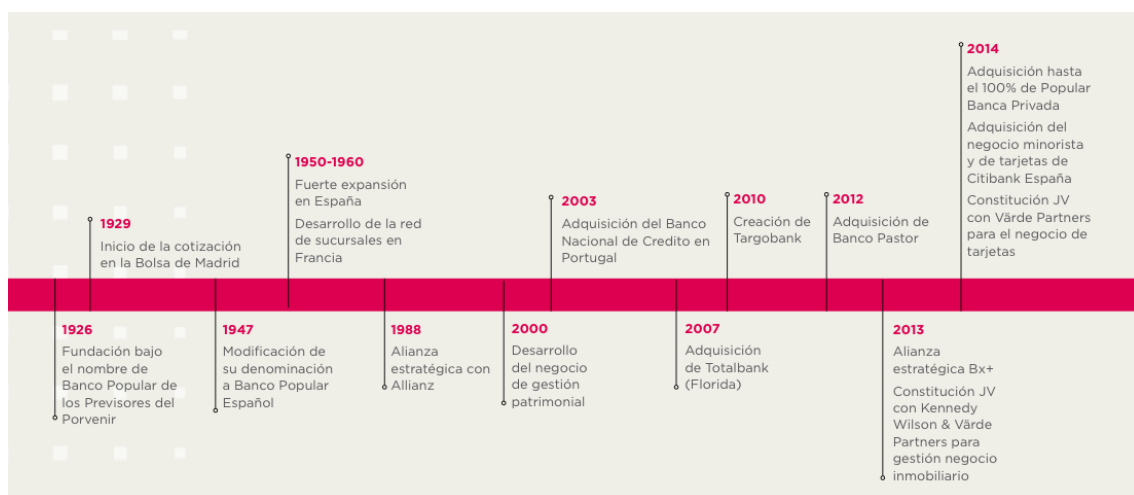 1926
Fundación bajo
el nombre de
Banco Popular de
los Previsores del
Porvenir
1929
Inicio de la cotización
en la Bolsa de Madrid
1947
Modificación de
su denominación
a Banco Popular
Español
1950-1960
Fuerte expansión
en España
Desarrollo de la red
de sucursales en
Francia
1988
Alianza
estratégica con
Allianz
2000
Desarrollo
del negocio
de gestión
patrimonial
2003
Adquisición del Banco
Nacional de Credito en
Portugal
2007
Adquisición
de Totalbank
(Florida)
2010
Creación de
Targobank
2012
Adquisición de
Banco Pastor
2013
Alianza
estratégica Bx+
Constitución JV
con Kennedy
Wilson & Värde
Partners para
gestión negocio
inmobiliario
2014
Adquisición hasta
el 100% de Popular
Banca Privada
Adquisición del
negocio minorista
y de tarjetas de
Citibank España
Constitución JV
con Värde Partners
para el negocio de
tarjetas